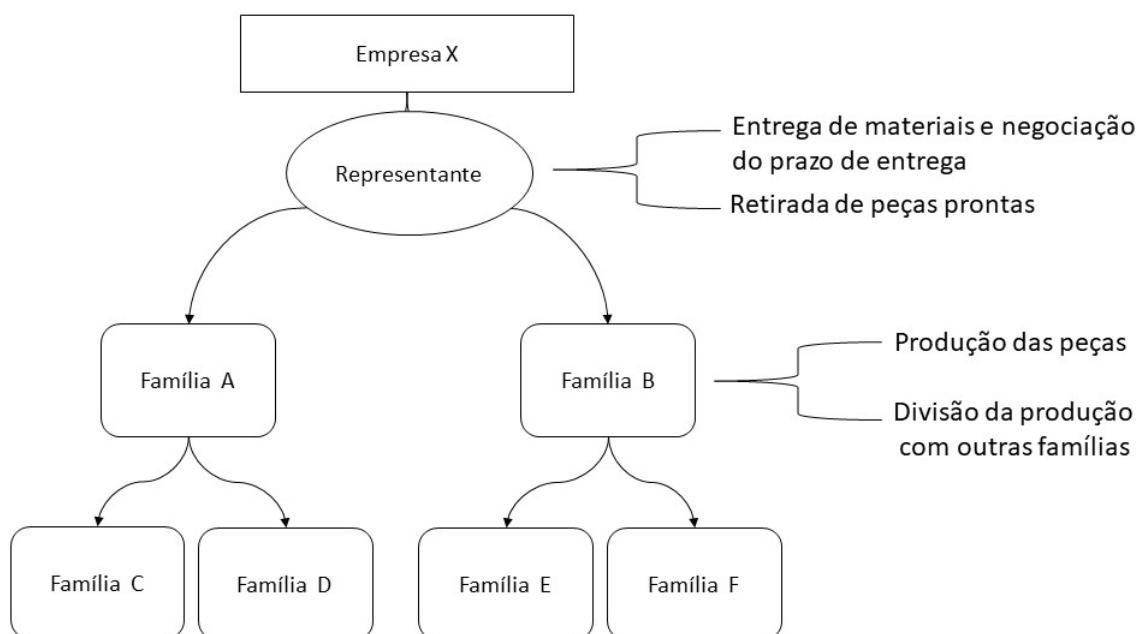 Empresa X
Representante
Entrega de materiais e negociação
do prazo de entrega
Retirada de peças prontas
Família A
Família B
Produção das peças
Divisão da produção
com outras famílias
Família C
Família D
Família E
Família F